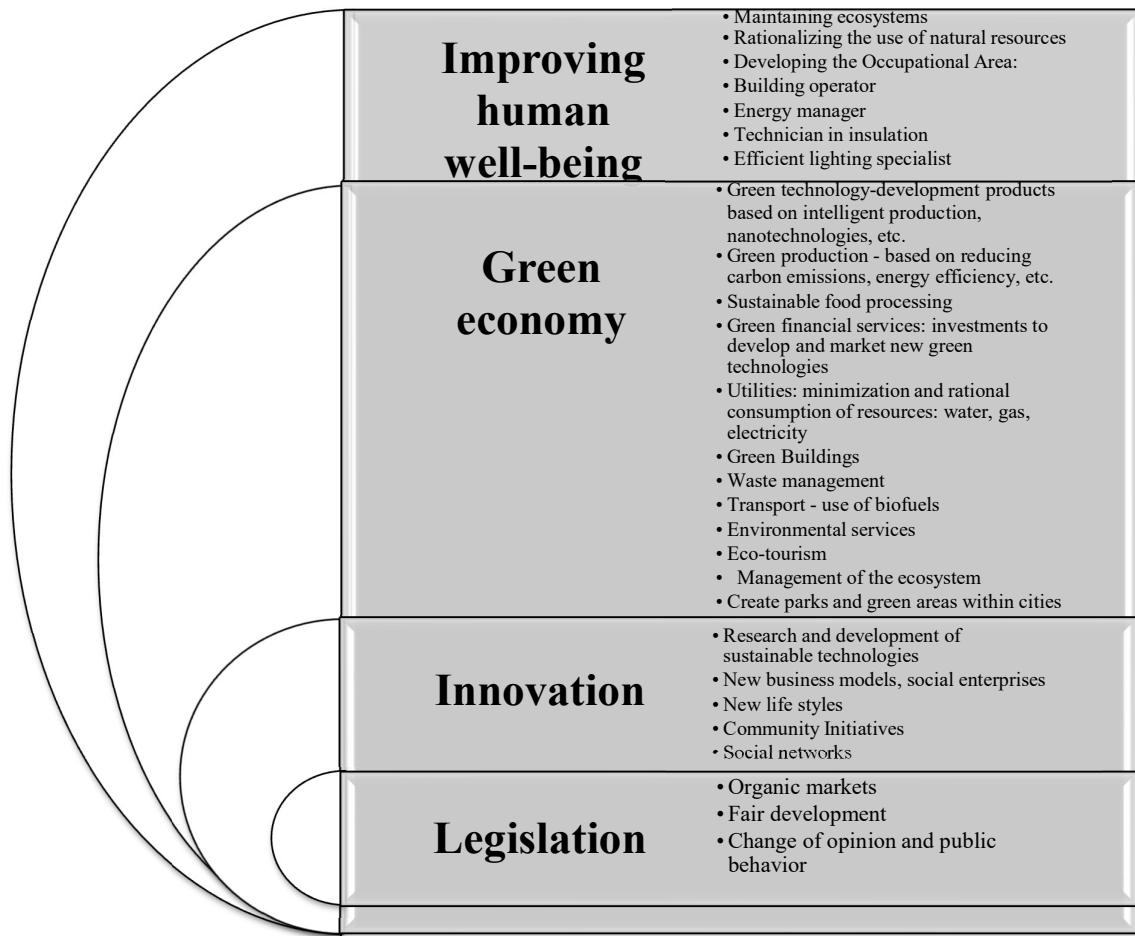 Improving
human
well-being
• Maintaining ecosystems
• Rationalizing the use of natural resources
• Developing the Occupational Area:
• Building operator
• Energy manager
• Technician in insulation
• Efficient lighting specialist
Green
economy
• Green technology-development products
based on intelligent production,
nanotechnologies, etc.
• Green production - based on reducing
carbon emissions, energy efficiency, etc.
• Sustainable food processing
• Green financial services: investments to
develop and market new green
technologies
• Utilities: minimization and rational
consumption of resources: water, gas,
electricity
• Green Buildings
• Waste management
• Transport - use of biofuels
• Environmental services
• Eco-tourism
• Management of the ecosystem
• Create parks and green areas within cities
Innovation
• Research and development of
sustainable technologies
• New business models, social enterprises
• New life styles
• Community Initiatives
• Social networks
Legislation
• Organic markets
• Fair development
• Change of opinion and public
behavior